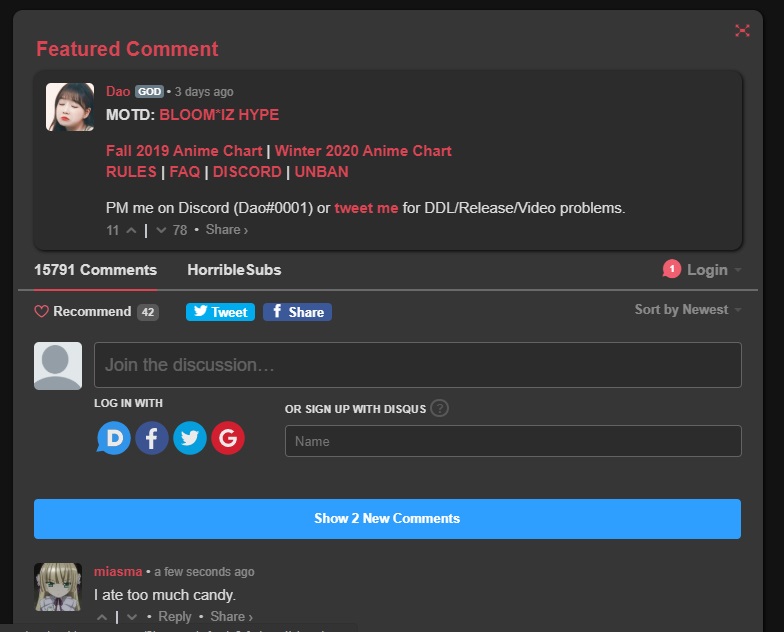 Featured Comment
Dao GOD • 3 days ago
MOTD: BLOOM*IZ HYPE
Fall 2019 Anime Chart | Winter 2020 Anime Chart
RULES | FAQ | DISCORD | UNBAN
PM me on Discord (Dao#0001) or tweet me for DDL/Release/Video problems.
11 | 78 • Share ›
15791 Comments HorribleSubs 1 Login
Recommend 42 Tweet f Share Sort by Newest
Join the discussion…
LOG IN WITH
OR SIGN UP WITH DISQUS ?
D f G
Name
Show 2 New Comments
miasma • a few seconds ago
I ate too much candy.
| • Reply • Share ›